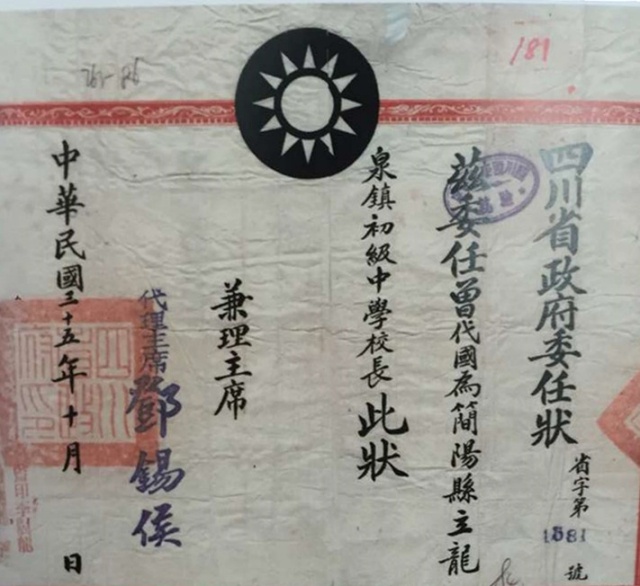 四川省政府委任狀
省字第1581號
茲委任曾代國為簡陽縣立龍
泉鎮初級中學校長此狀
兼理主席
代理主席鄧錫侯
中華民國三十五年十月 日
181